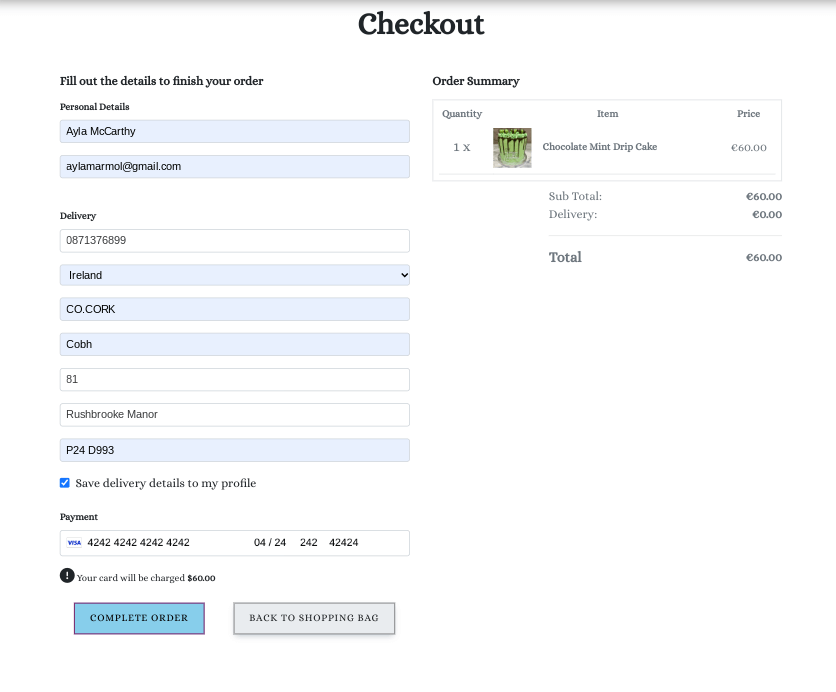 Checkout
Fill out the details to finish your order
Personal Details
Ayla McCarthy
aylamarmol@gmail.com
Delivery
0871376899
Ireland
CO.CORK
Cobh
81
Rushbrooke Manor
P24 D993
Save delivery details to my profile
Payment
VISA 4242 4242 4242 4242 04 / 24 242 42424
! Your card will be charged $60.00
COMPLETE ORDER BACK TO SHOPPING BAG
Order Summary
Quantity Item Price
1 x Chocolate Mint Drip Cake €60.00
Sub Total: €60.00
Delivery: €0.00
Total €60.00